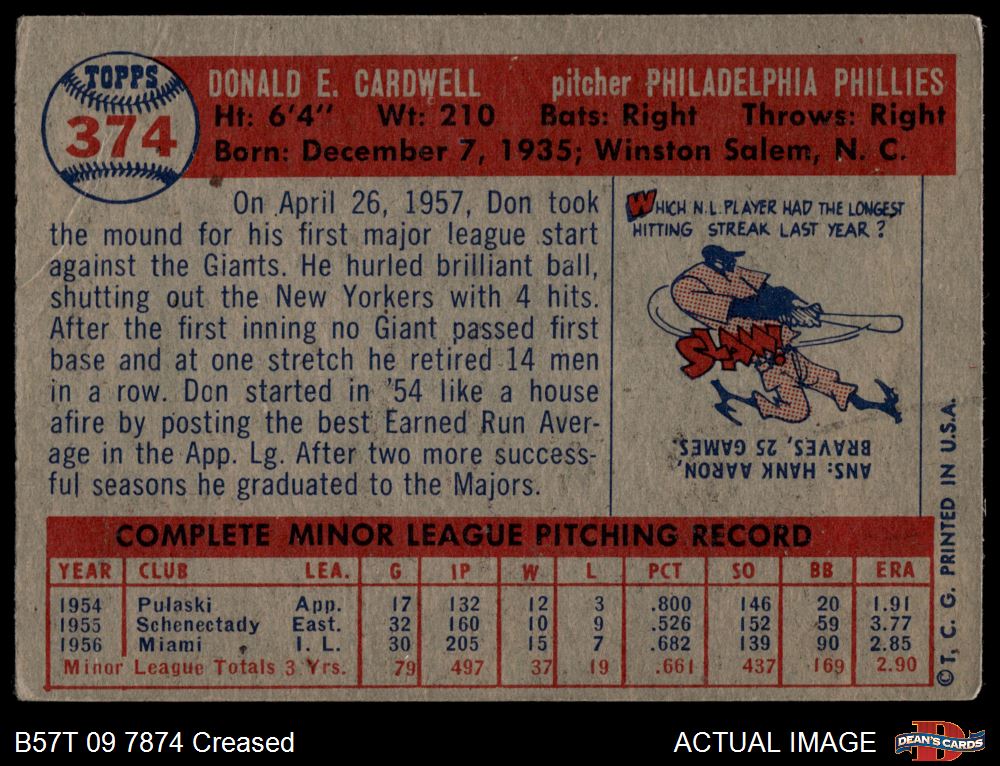 TOPPS
374
DONALD E. CARDWELL pitcher PHILADELPHIA PHILLIES
Ht: 6'4" Wt: 210 Bats: Right Throws: Right
Born: December 7, 1935; Winston Salem, N. C.
On April 26, 1957, Don took
the mound for his first major league start
against the Giants. He hurled brilliant ball,
shutting out the New Yorkers with 4 hits.
After the first inning no Giant passed first
base and at one stretch he retired 14 men
in a row. Don started in '54 like a house
afire by posting the best Earned Run Aver-
age in the App. Lg. After two more success-
ful seasons he graduated to the Majors.
WHICH N.L. PLAYER HAD THE LONGEST
HITTING STREAK LAST YEAR?
SLAM!
ANS: HANK AARON,
BRAVES, 25 GAMES.
COMPLETE MINOR LEAGUE PITCHING RECORD
YEAR CLUB LEA. G IP W L PCT SO BB ERA
1954 Pulaski App. 17 132 12 3 .800 146 20 1.91
1955 Schenectady East. 32 160 10 9 .526 152 59 3.77
1956 Miami I. L. 30 205 15 7 .682 139 90 2.85
Minor League Totals 3 Yrs. 79 497 37 19 .661 437 169 2.90
©T. C. G. PRINTED IN U.S.A.
B57T 09 7874 Creased
ACTUAL IMAGE
DEAN'S CARDS